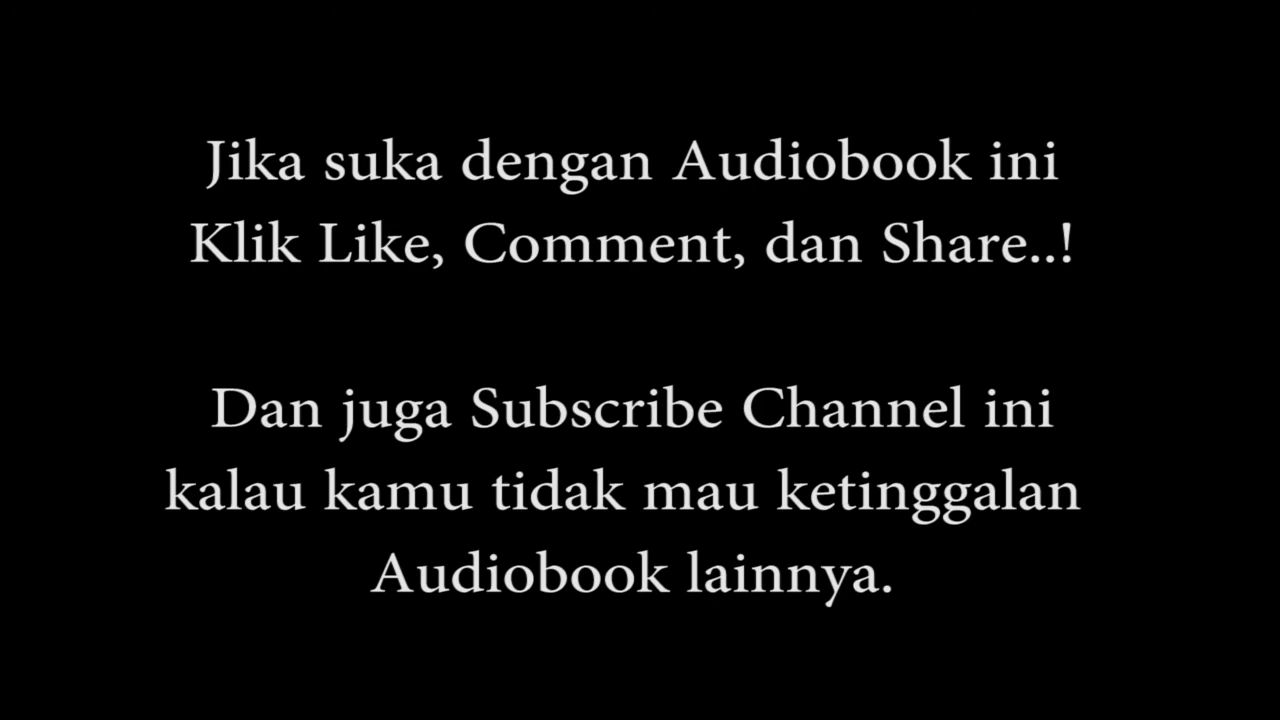 Jika suka dengan Audiobook ini
Klik Like, Comment, dan Share..!
Dan juga Subscribe Channel ini
kalau kamu tidak mau ketinggalan
Audiobook lainnya.